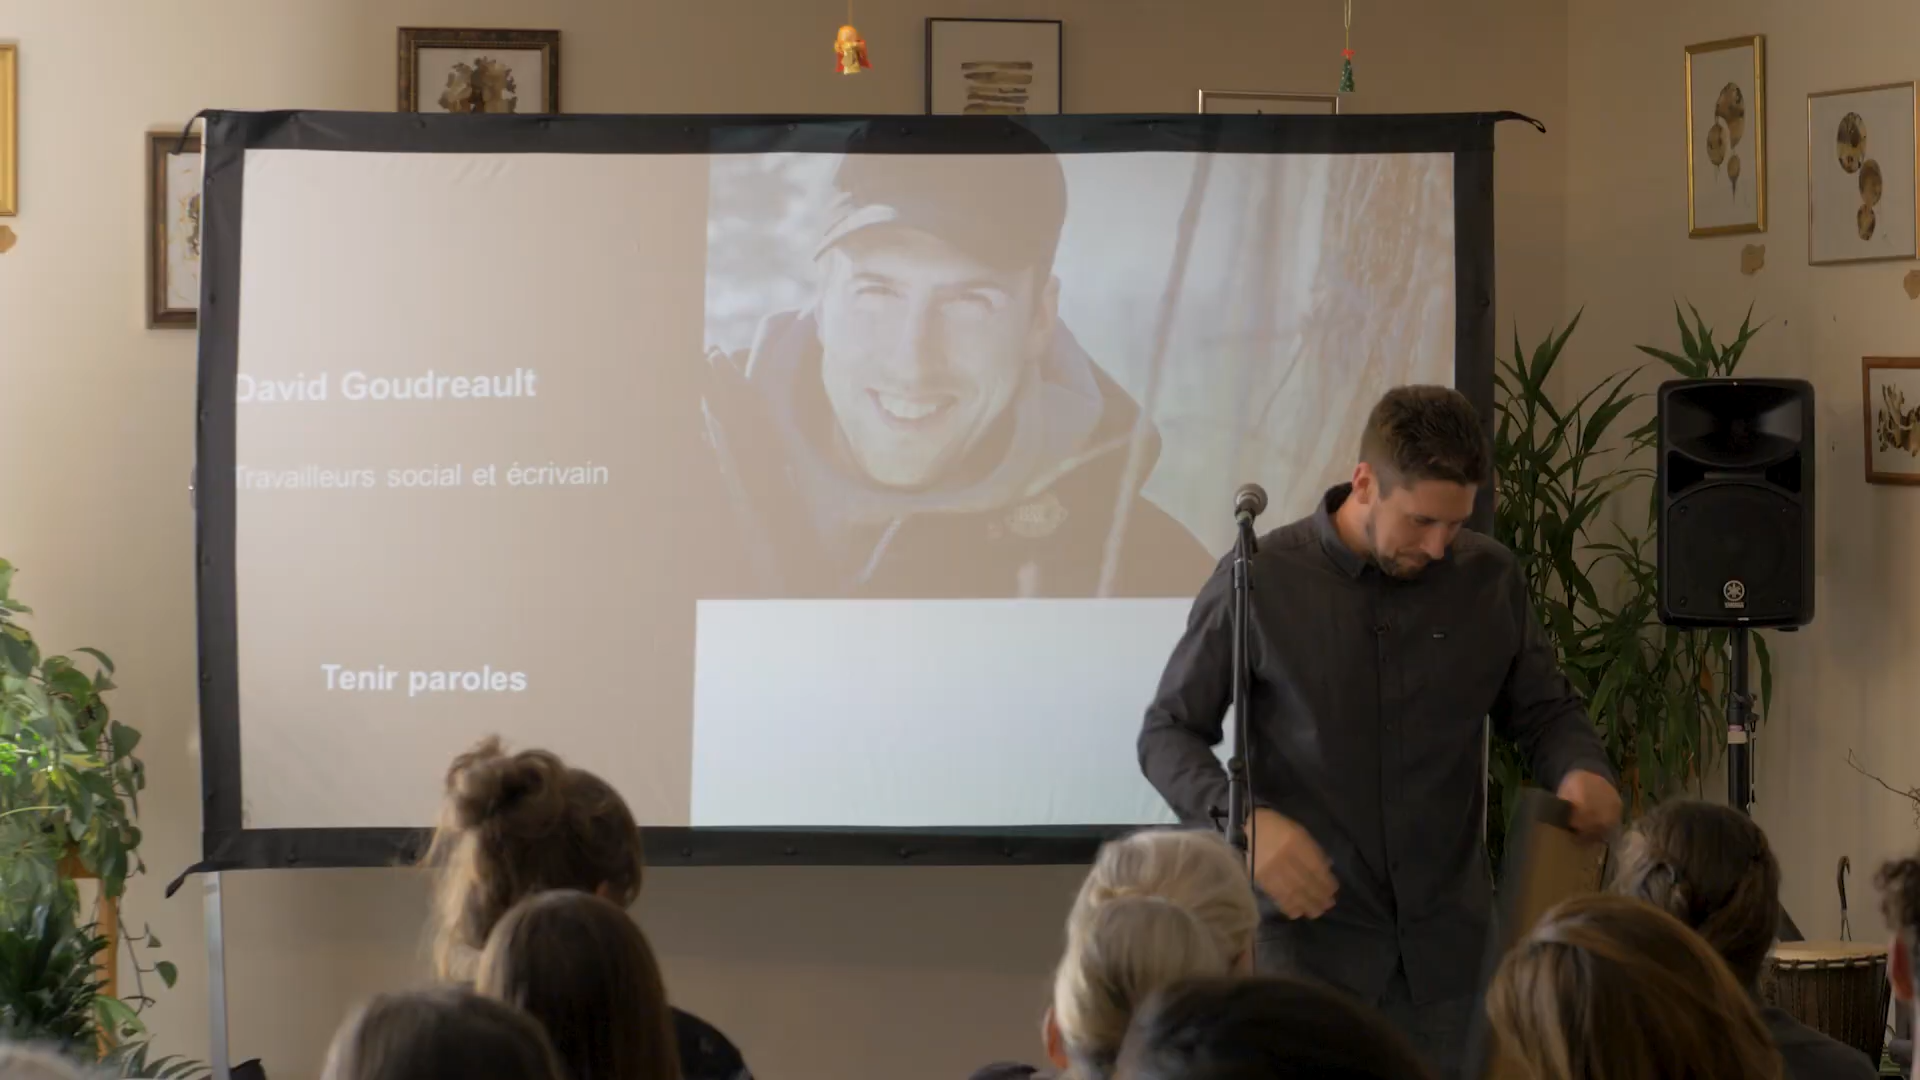 David Goudreault
Travailleurs social et écrivain
Tenir paroles